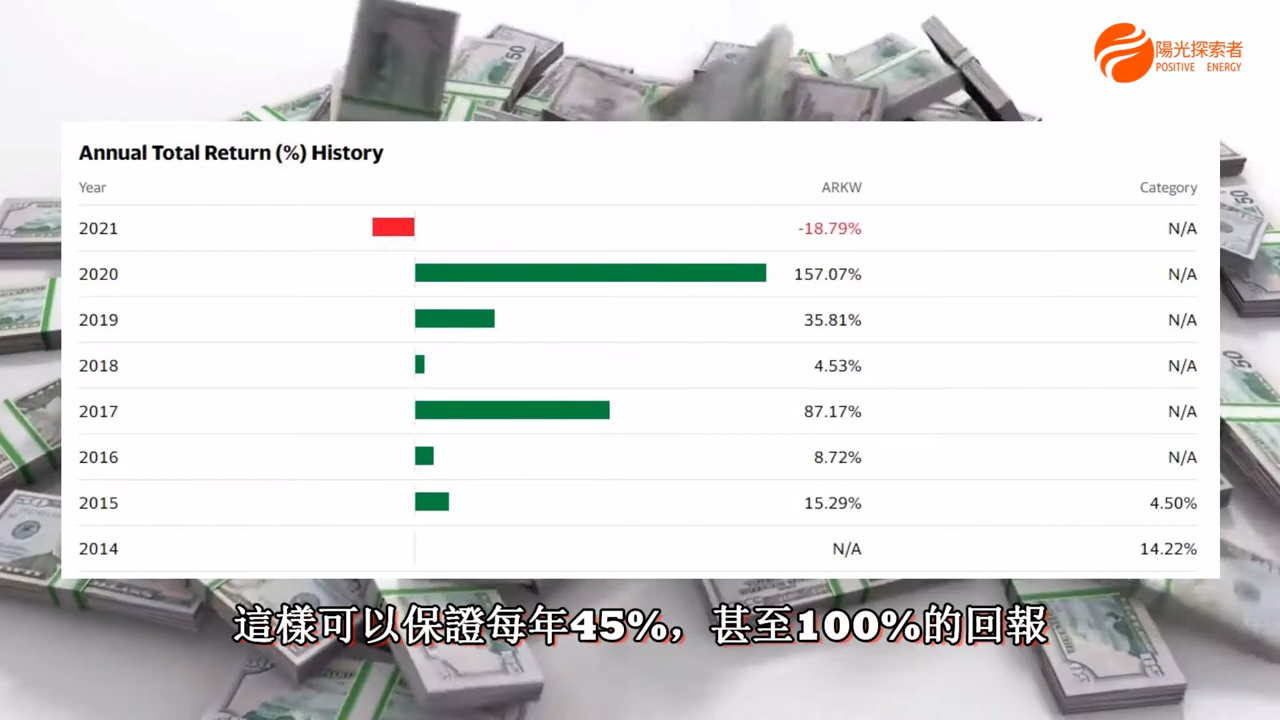 陽光探索者
POSITIVE ENERGY
Annual Total Return (%) History
Year ARKW Category
2021 -18.79% N/A
2020 157.07% N/A
2019 35.81% N/A
2018 4.53% N/A
2017 87.17% N/A
2016 8.72% N/A
2015 15.29% 4.50%
2014 N/A 14.22%
這樣可以保證每年45%，甚至100%的回報